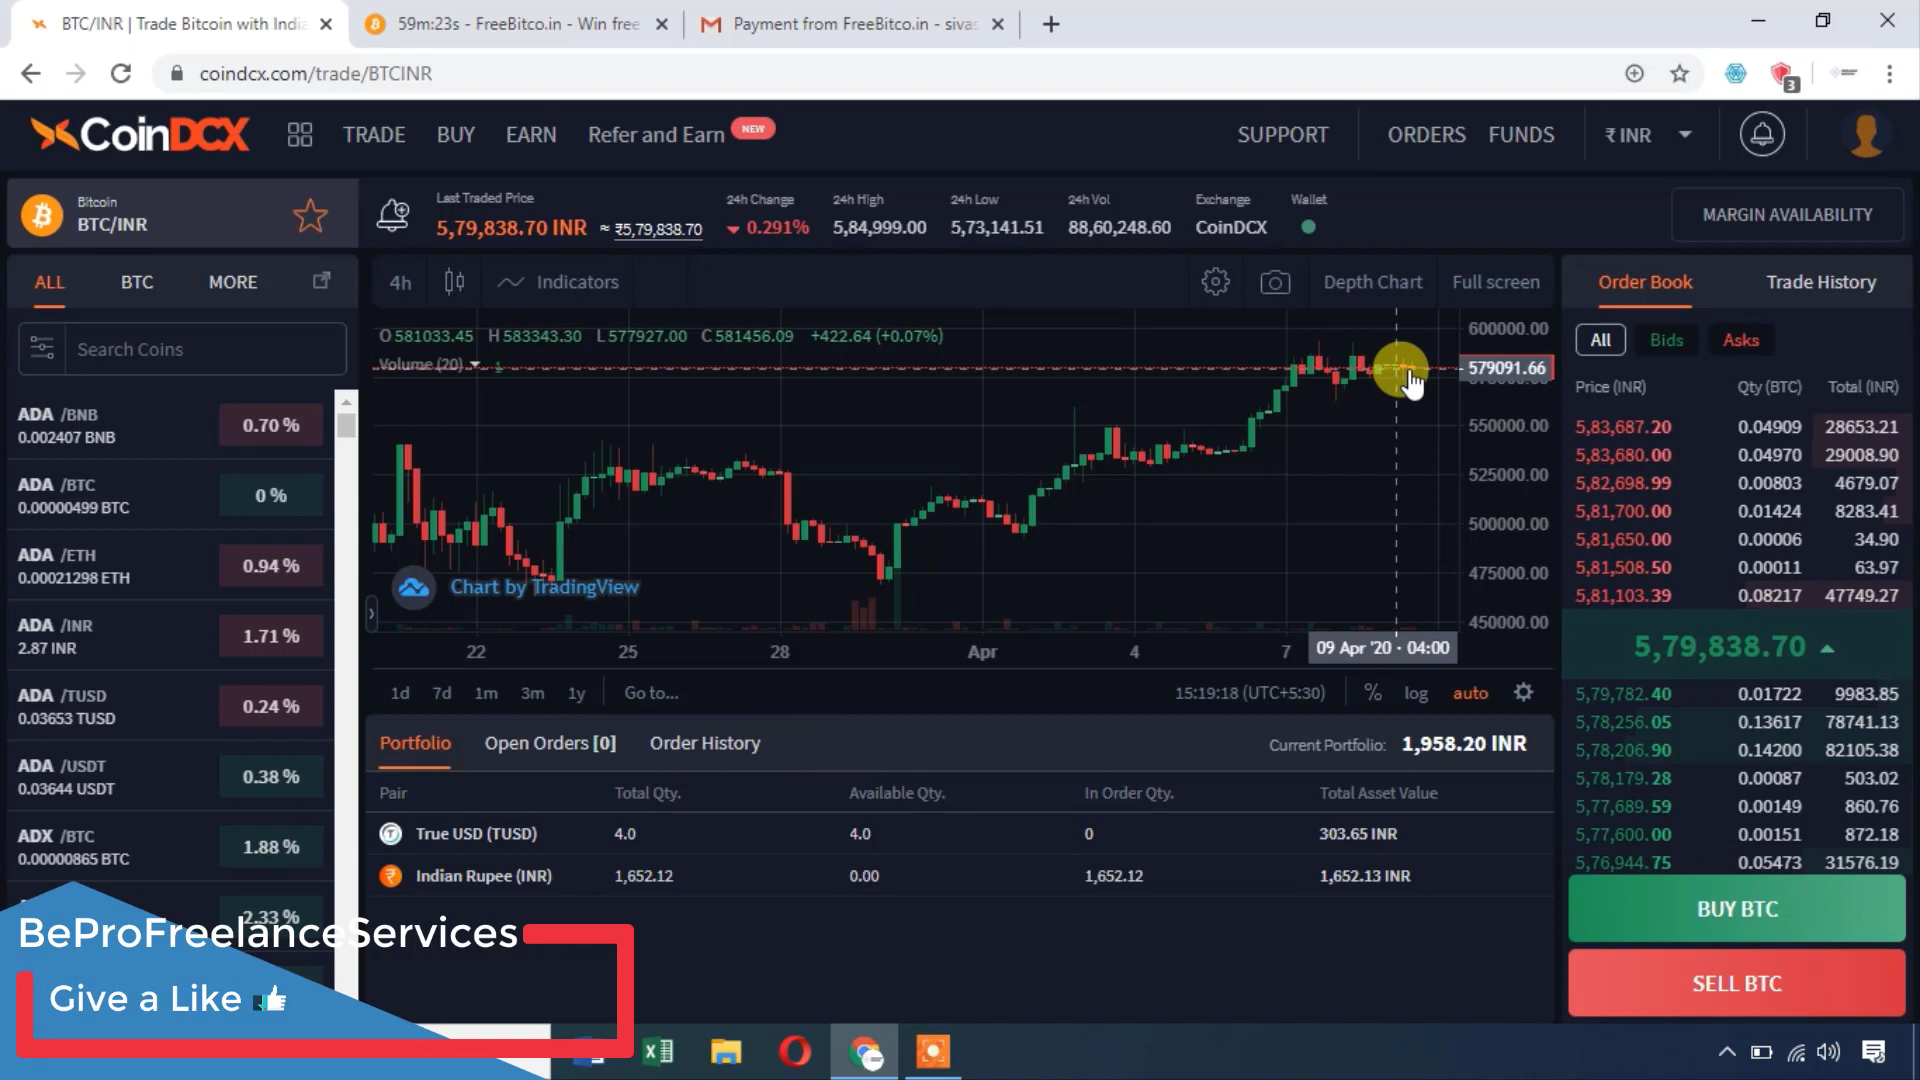 BTC/INR | Trade Bitcoin with India
59m:23s - FreeBitco.in - Win free
Payment from FreeBitco.in - sivas
coindcx.com/trade/BTCINR
3
CoinDCX
TRADE
BUY
EARN
Refer and Earn
NEW
SUPPORT
ORDERS
FUNDS
₹ INR
Bitcoin
BTC/INR
Last Traded Price
5,79,838.70 INR ≈ ₹5,79,838.70
24h Change
0.291%
24h High
5,84,999.00
24h Low
5,73,141.51
24h Vol
88,60,248.60
Exchange
CoinDCX
Wallet
MARGIN AVAILABILITY
ALL
BTC
MORE
Search Coins
ADA /BNB
0.002407 BNB
0.70 %
ADA /BTC
0.00000499 BTC
0 %
ADA /ETH
0.00021298 ETH
0.94 %
ADA /INR
2.87 INR
1.71 %
ADA /TUSD
0.03653 TUSD
0.24 %
ADA /USDT
0.03644 USDT
0.38 %
ADX /BTC
0.00000865 BTC
1.88 %
2.33 %
4h
Indicators
Depth Chart
Full screen
O581033.45 H583343.30 L577927.00 C581456.09 +422.64 (+0.07%)
Volume (20) 1
600000.00
579091.66
550000.00
525000.00
500000.00
475000.00
450000.00
Chart by TradingView
22
25
28
Apr
4
7
09 Apr '20 · 04:00
1d
7d
1m
3m
1y
Go to...
15:19:18 (UTC+5:30)
%
log
auto
Portfolio
Open Orders [0]
Order History
Current Portfolio: 1,958.20 INR
Pair Total Qty. Available Qty. In Order Qty. Total Asset Value
True USD (TUSD) 4.0 4.0 0 303.65 INR
Indian Rupee (INR) 1,652.12 0.00 1,652.12 1,652.13 INR
Order Book
Trade History
All
Bids
Asks
Price (INR) Qty (BTC) Total (INR)
5,83,687.20 0.04909 28653.21
5,83,680.00 0.04970 29008.90
5,82,698.99 0.00803 4679.07
5,81,700.00 0.01424 8283.41
5,81,650.00 0.00006 34.90
5,81,508.50 0.00011 63.97
5,81,103.39 0.08217 47749.27
5,79,838.70
5,79,782.40 0.01722 9983.85
5,78,256.05 0.13617 78741.13
5,78,206.90 0.14200 82105.38
5,78,179.28 0.00087 503.02
5,77,689.59 0.00149 860.76
5,77,600.00 0.00151 872.18
5,76,944.75 0.05473 31576.19
BUY BTC
SELL BTC
BeProFreelanceServices
Give a Like